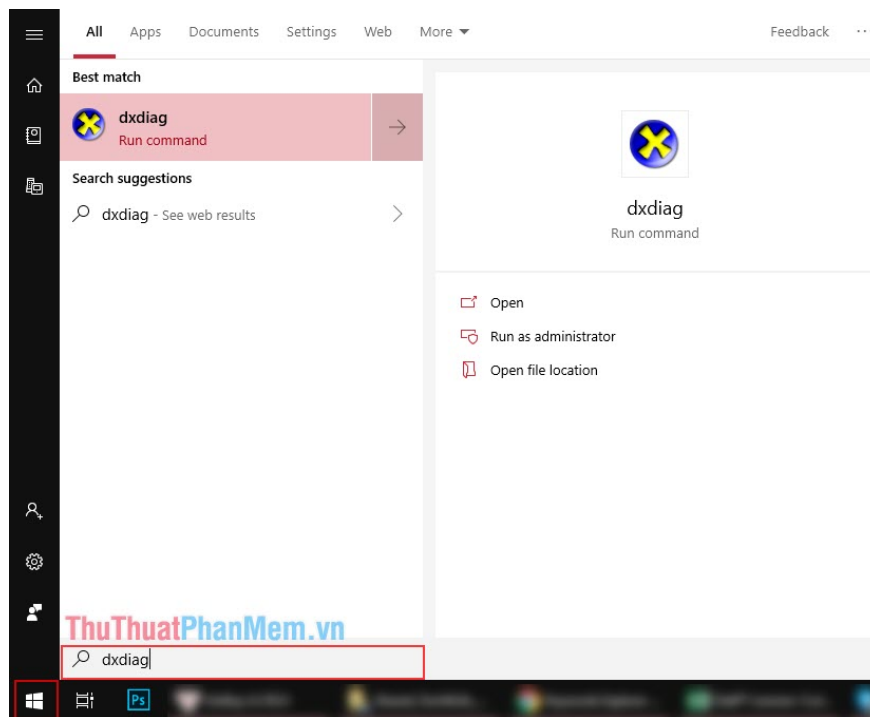 All Apps Documents Settings Web More Feedback
Best match
dxdiag
Run command
Search suggestions
dxdiag - See web results
dxdiag
Run command
Open
Run as administrator
Open file location
ThuThuatPhanMem.vn
dxdiag
Ps